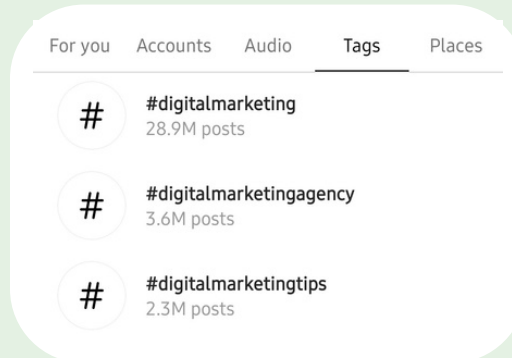 For you Accounts Audio Tags Places
# #digitalmarketing
28.9M posts
# #digitalmarketingagency
3.6M posts
# #digitalmarketingtips
2.3M posts